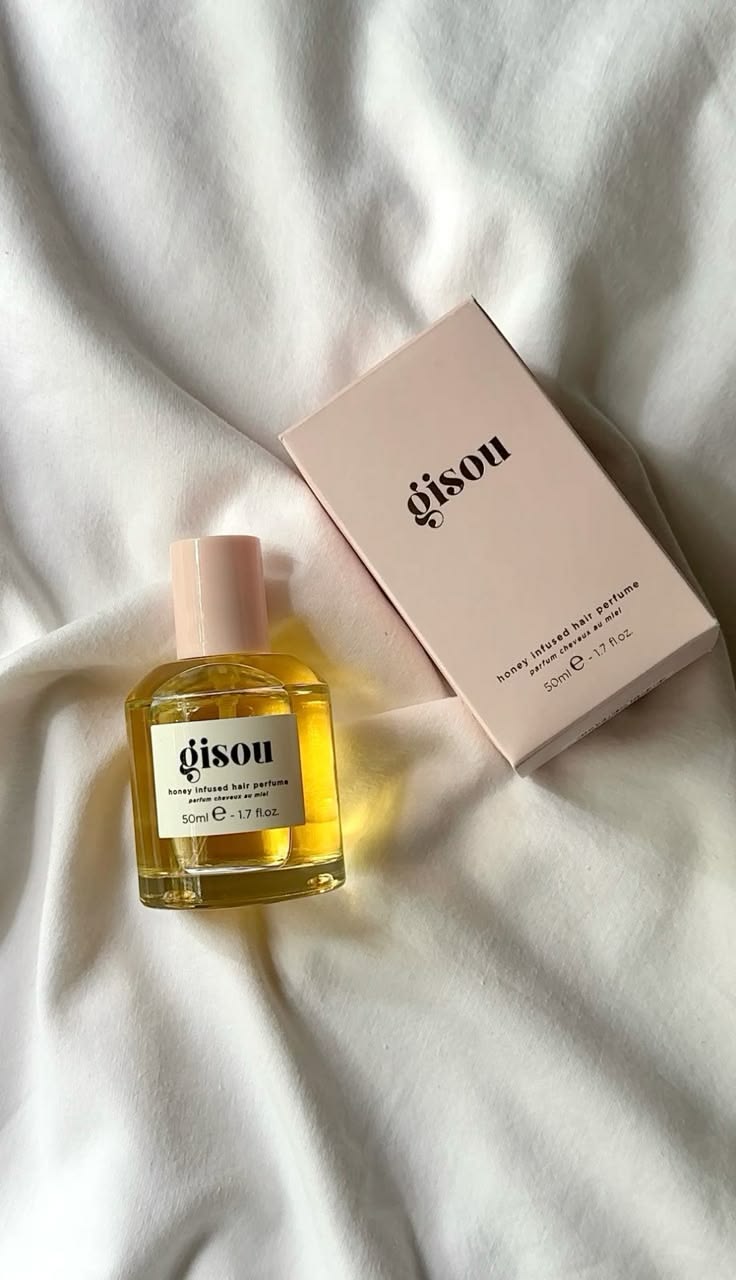 gisou
honey infused hair perfume
parfum cheveux au miel
50ml e - 1.7 fl.oz.
gisou
honey infused hair perfume
parfum cheveux au miel
50ml e - 1.7 fl.oz.